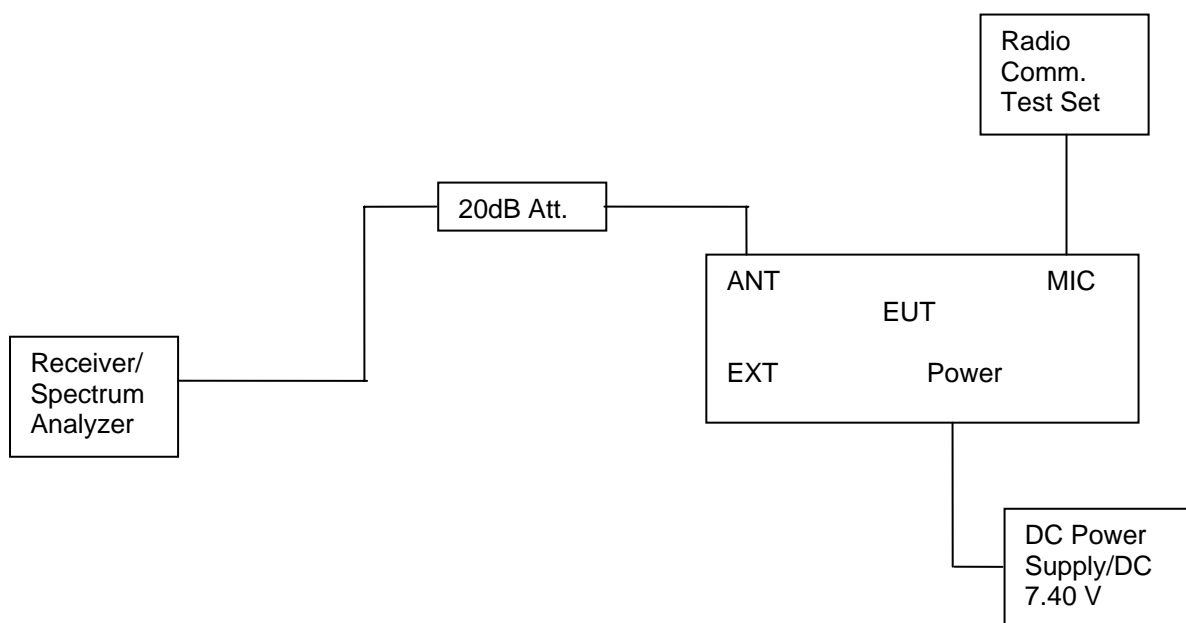 Radio
Comm.
Test Set
20dB Att.
ANT
MIC
EUT
EXT
Power
Receiver/
Spectrum
Analyzer
DC Power
Supply/DC
7.40 V